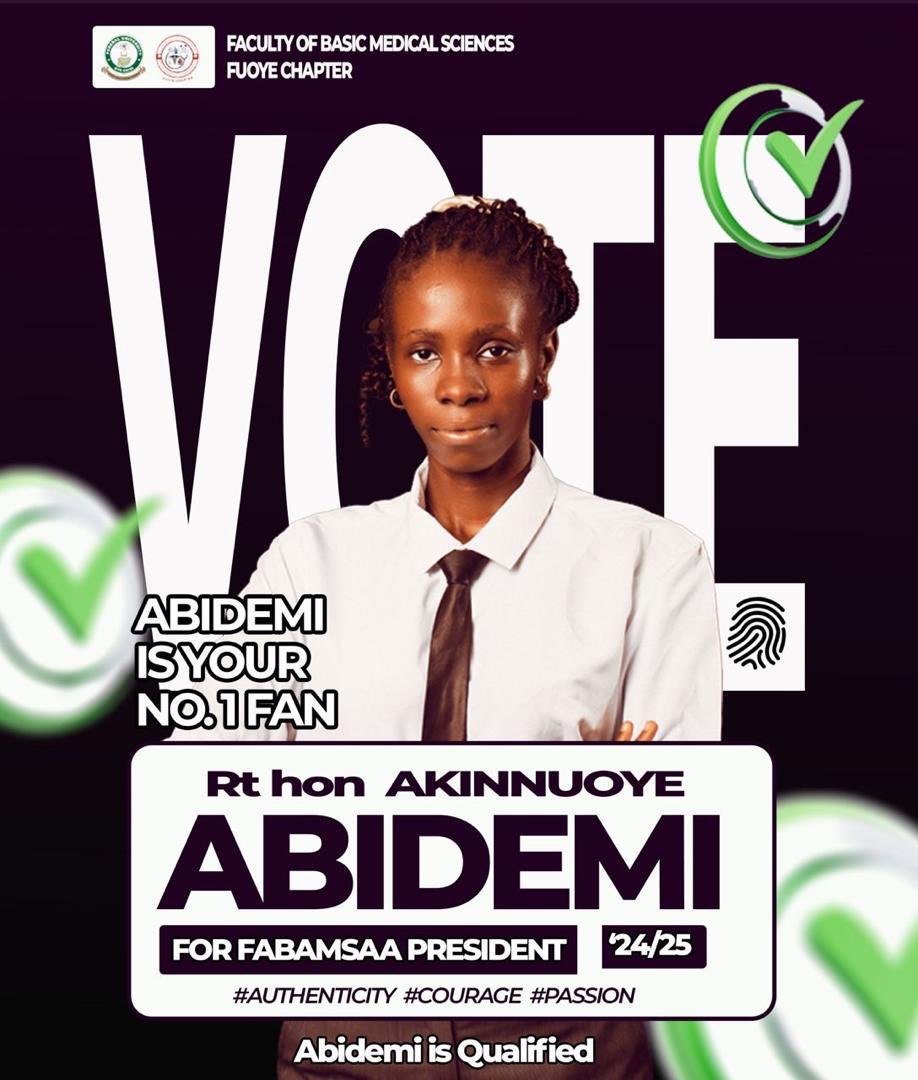 FACULTY OF BASIC MEDICAL SCIENCES
FUOYE CHAPTER
VOTE
ABIDEMI
IS YOUR
NO. 1 FAN
Rt hon AKINNUOYE
ABIDEMI
FOR FABAMSAA PRESIDENT '24/25
#AUTHENTICITY #COURAGE #PASSION
Abidemi is Qualified